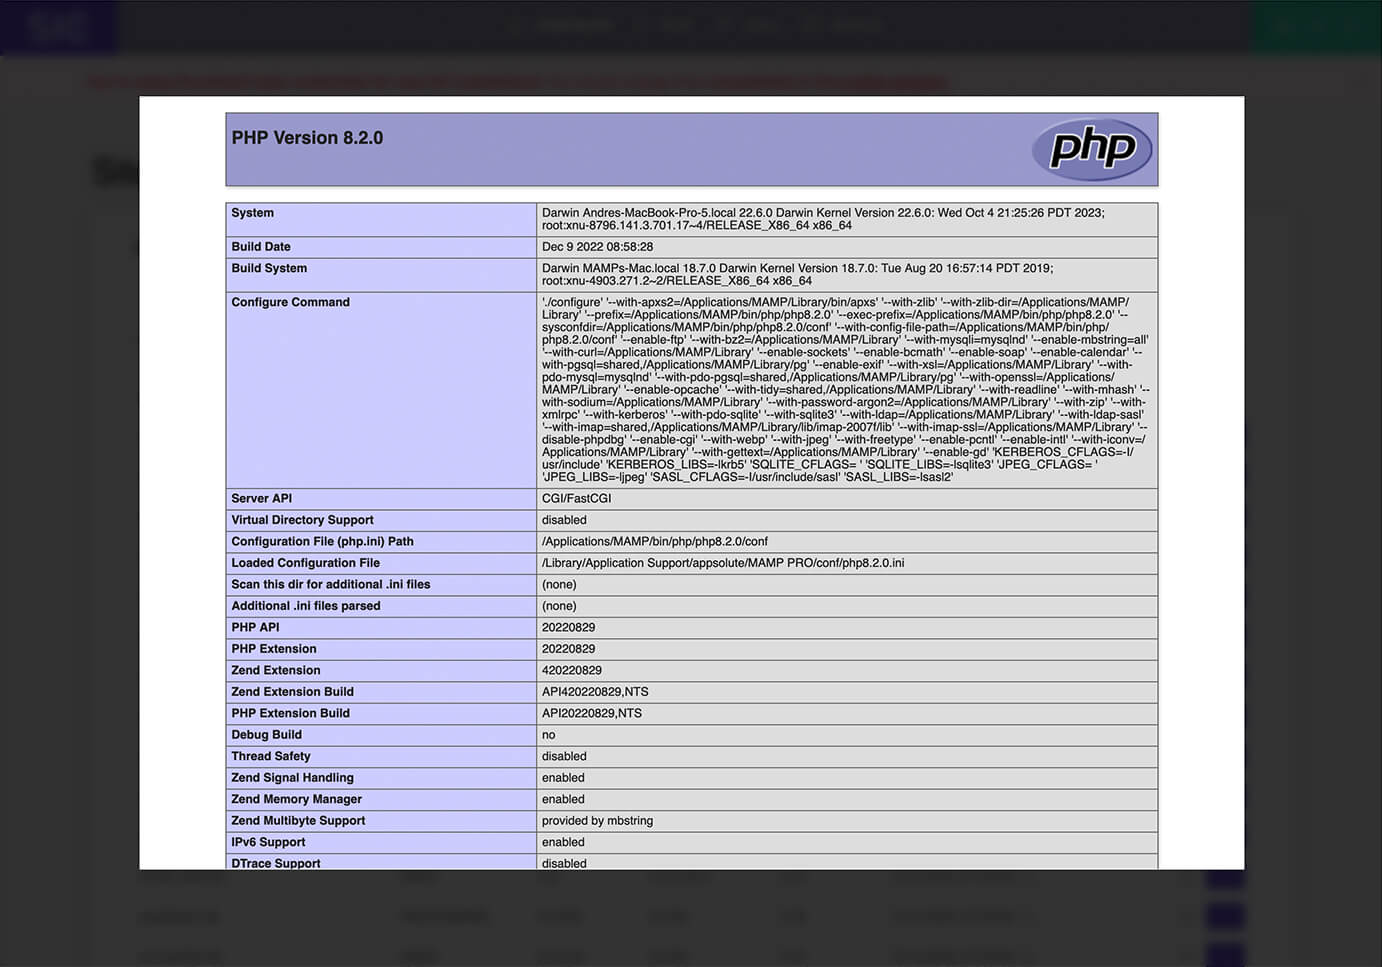 PHP Version 8.2.0
php
System
Darwin Andres-MacBook-Pro-5.local 22.6.0 Darwin Kernel Version 22.6.0: Wed Oct 4 21:25:26 PDT 2023;
root:xnu-8796.141.3.701.17~4/RELEASE_X86_64 x86_64
Build Date
Dec 9 2022 08:58:28
Build System
Darwin MAMPs-Mac.local 18.7.0 Darwin Kernel Version 18.7.0: Tue Aug 20 16:57:14 PDT 2019;
root:xnu-4903.271.2~2/RELEASE_X86_64 x86_64
Configure Command
'./configure' '--with-apxs2=/Applications/MAMP/Library/bin/apxs' '--with-zlib' '--with-zlib-dir=/Applications/MAMP/
Library' '--prefix=/Applications/MAMP/bin/php/php8.2.0' '--exec-prefix=/Applications/MAMP/bin/php/php8.2.0' '--
sysconfdir=/Applications/MAMP/bin/php/php8.2.0/conf' '--with-config-file-path=/Applications/MAMP/bin/php/
php8.2.0/conf' '--enable-ftp' '--with-bz2=/Applications/MAMP/Library' '--with-mysqli=mysqlnd' '--enable-mbstring=all'
'--with-curl=/Applications/MAMP/Library' '--enable-sockets' '--enable-bcmath' '--enable-soap' '--enable-calendar' '--
with-pgsql=shared,/Applications/MAMP/Library/pg' '--enable-exif' '--with-xsl=/Applications/MAMP/Library' '--with-
pdo-mysql=mysqlnd' '--with-pdo-pgsql=shared,/Applications/MAMP/Library/pg' '--with-openssl=/Applications/
MAMP/Library' '--enable-opcache' '--with-tidy=shared,/Applications/MAMP/Library' '--with-readline' '--with-mhash' '--
with-sodium=/Applications/MAMP/Library' '--with-password-argon2=/Applications/MAMP/Library' '--with-zip' '--with-
xmlrpc' '--with-kerberos' '--with-pdo-sqlite' '--with-sqlite3' '--with-ldap=/Applications/MAMP/Library' '--with-ldap-sasl'
'--with-imap=shared,/Applications/MAMP/Library/lib/imap-2007f/lib' '--with-imap-ssl=/Applications/MAMP/Library' '--
disable-phpdbg' '--enable-cgi' '--with-webp' '--with-jpeg' '--with-freetype' '--enable-pcntl' '--enable-intl' '--with-iconv=/
Applications/MAMP/Library' '--with-gettext=/Applications/MAMP/Library' '--enable-gd' 'KERBEROS_CFLAGS=-I/
usr/include' 'KERBEROS_LIBS=-lkrb5' 'SQLITE_CFLAGS= ' 'SQLITE_LIBS=-lsqlite3' 'JPEG_CFLAGS= '
'JPEG_LIBS=-ljpeg' 'SASL_CFLAGS=-I/usr/include/sasl' 'SASL_LIBS=-lsasl2'
Server API
CGI/FastCGI
Virtual Directory Support
disabled
Configuration File (php.ini) Path
/Applications/MAMP/bin/php/php8.2.0/conf
Loaded Configuration File
/Library/Application Support/appsolute/MAMP PRO/conf/php8.2.0.ini
Scan this dir for additional .ini files
(none)
Additional .ini files parsed
(none)
PHP API
20220829
PHP Extension
20220829
Zend Extension
420220829
Zend Extension Build
API420220829,NTS
PHP Extension Build
API20220829,NTS
Debug Build
no
Thread Safety
disabled
Zend Signal Handling
enabled
Zend Memory Manager
enabled
Zend Multibyte Support
provided by mbstring
IPv6 Support
enabled
DTrace Support
disabled